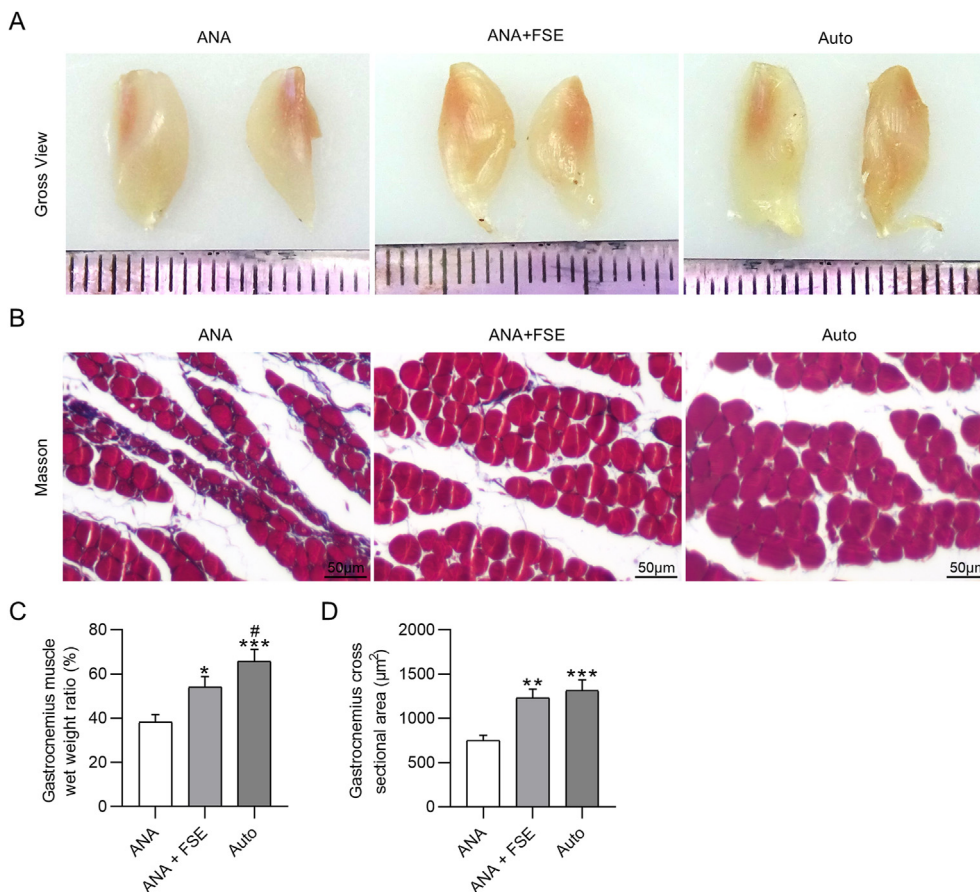 A
ANA
ANA+FSE
Auto
Gross View
B
ANA
ANA+FSE
Auto
Masson
50μm
50μm
50μm
C
Gastrocnemius muscle
wet weight ratio (%)
80
60
40
20
0
*
#
***
ANA
ANA + FSE
Auto
D
Gastrocnemius cross
sectional area (μm²)
2000
1500
1000
500
0
**
***
ANA
ANA + FSE
Auto